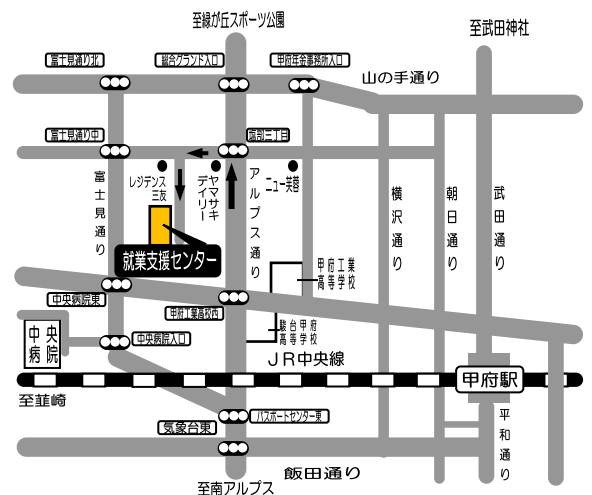 至緑が丘スポーツ公園
至武田神社
富士見通り北
総合グランド入口
甲府年金事務所入口
山の手通り
富士見通り中
塩部三丁目
レジデンス
三友
デイリー
ヤマサキ
ニュー芙蓉
富士見通り
アルプス通り
横沢通り
朝日通り
武田通り
就業支援センター
甲府工業
高等学校
中央病院東
甲府工業高校西
駿台甲府
高等学校
中央
病院
中央病院入口
JR中央線
甲府駅
至韮崎
パスポートセンター東
気象台東
平和通り
飯田通り
至南アルプス